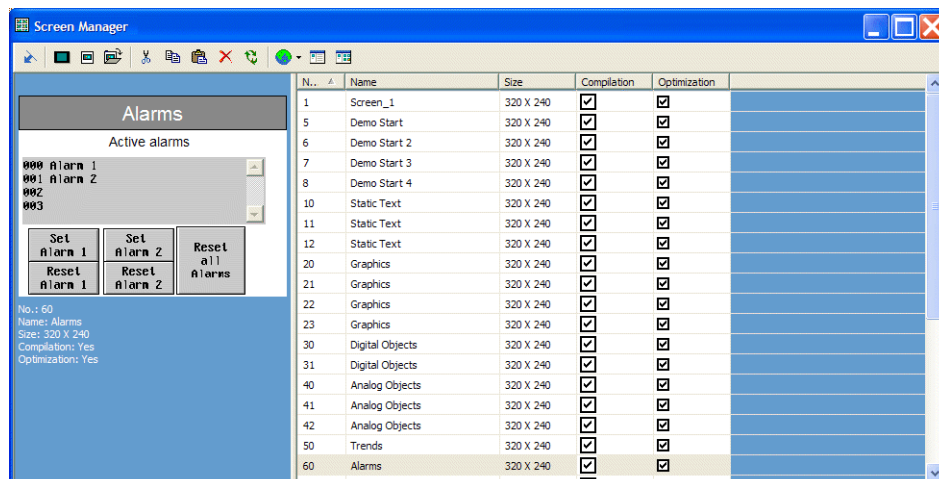 Screen Manager
N.. Name Size Compilation Optimization
Alarms
Active alarms
000 Alarm 1
001 Alarm 2
002
003
Set Alarm 1
Set Alarm 2
Reset all Alarms
Reset Alarm 1
Reset Alarm 2
No.: 60
Name: Alarms
Size: 320 X 240
Compilation: Yes
Optimization: Yes
1 Screen_1 320 X 240
5 Demo Start 320 X 240
6 Demo Start 2 320 X 240
7 Demo Start 3 320 X 240
8 Demo Start 4 320 X 240
10 Static Text 320 X 240
11 Static Text 320 X 240
12 Static Text 320 X 240
20 Graphics 320 X 240
21 Graphics 320 X 240
22 Graphics 320 X 240
23 Graphics 320 X 240
30 Digital Objects 320 X 240
31 Digital Objects 320 X 240
40 Analog Objects 320 X 240
41 Analog Objects 320 X 240
42 Analog Objects 320 X 240
50 Trends 320 X 240
60 Alarms 320 X 240